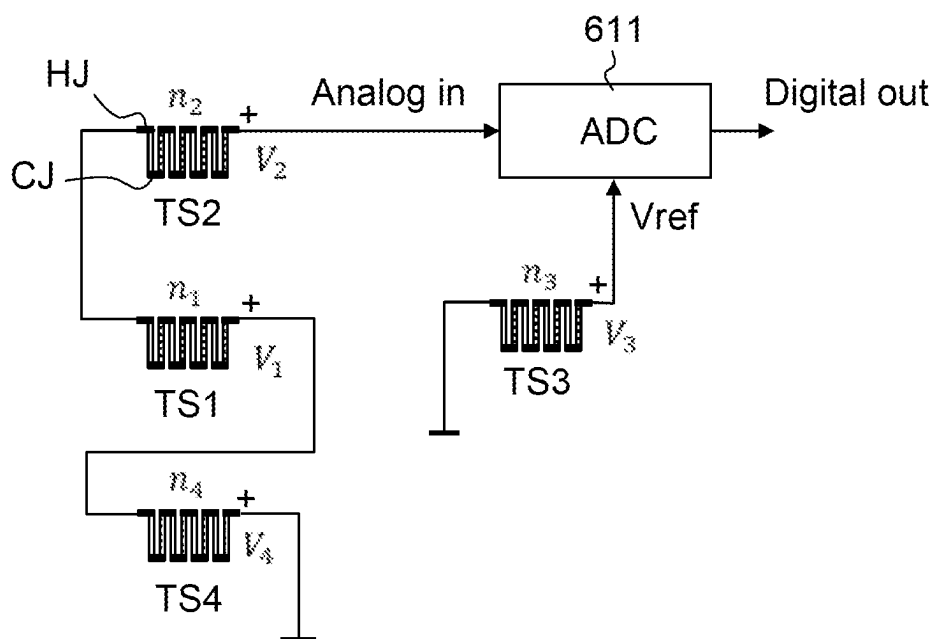 611
HJ
n₂
+
Analog in
ADC
Digital out
V₂
CJ
TS2
Vref
n₁
+
V₁
TS1
n₃
+
V₃
TS3
n₄
+
V₄
TS4